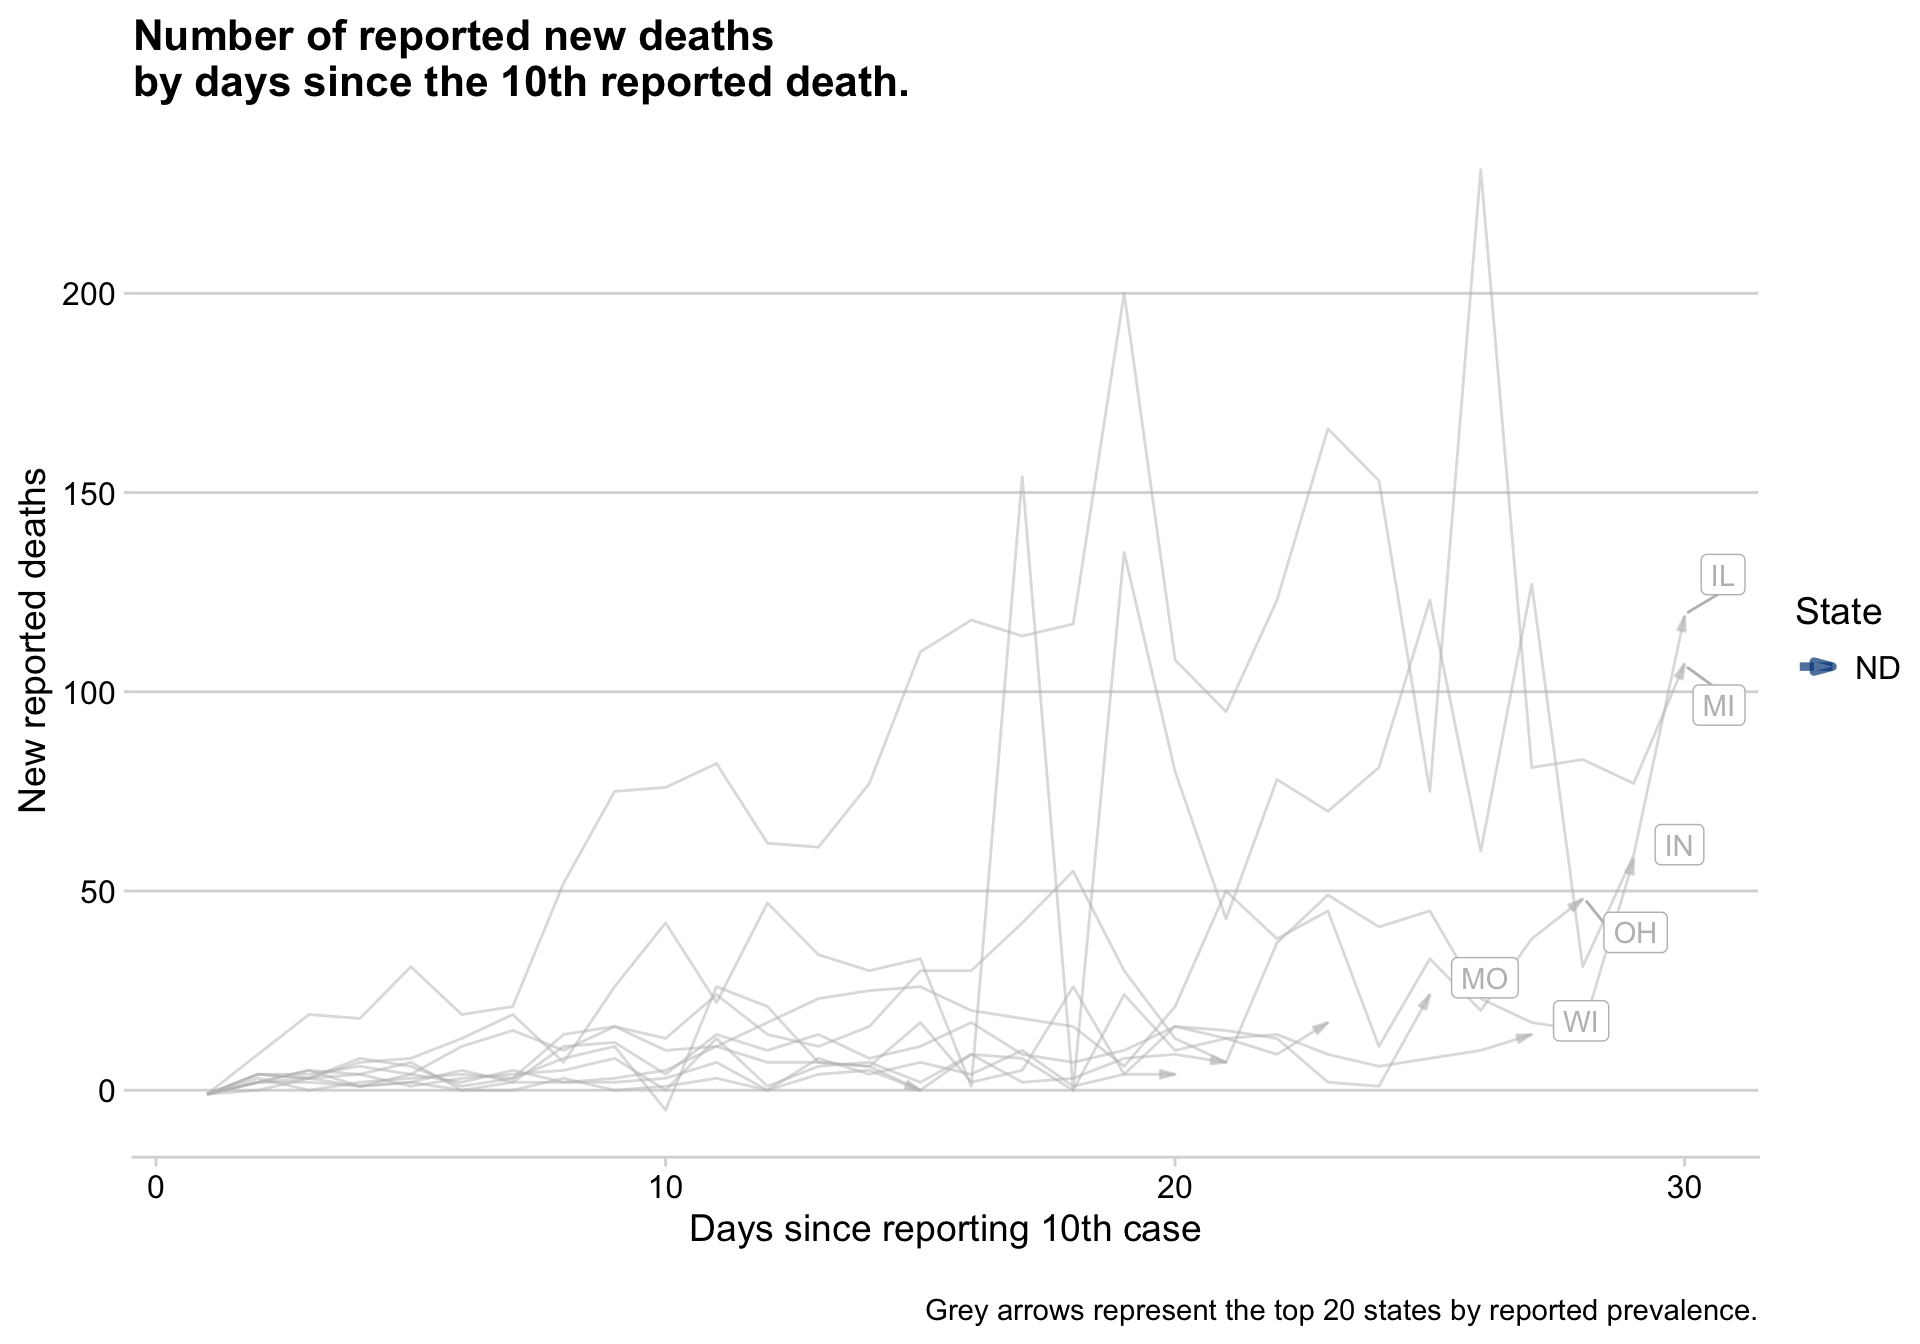 Number of reported new deaths
by days since the 10th reported death.
New reported deaths
200
150
100
50
0
IL
MI
IN
OH
MO
WI
State
ND
0 10 20 30
Days since reporting 10th case
Grey arrows represent the top 20 states by reported prevalence.